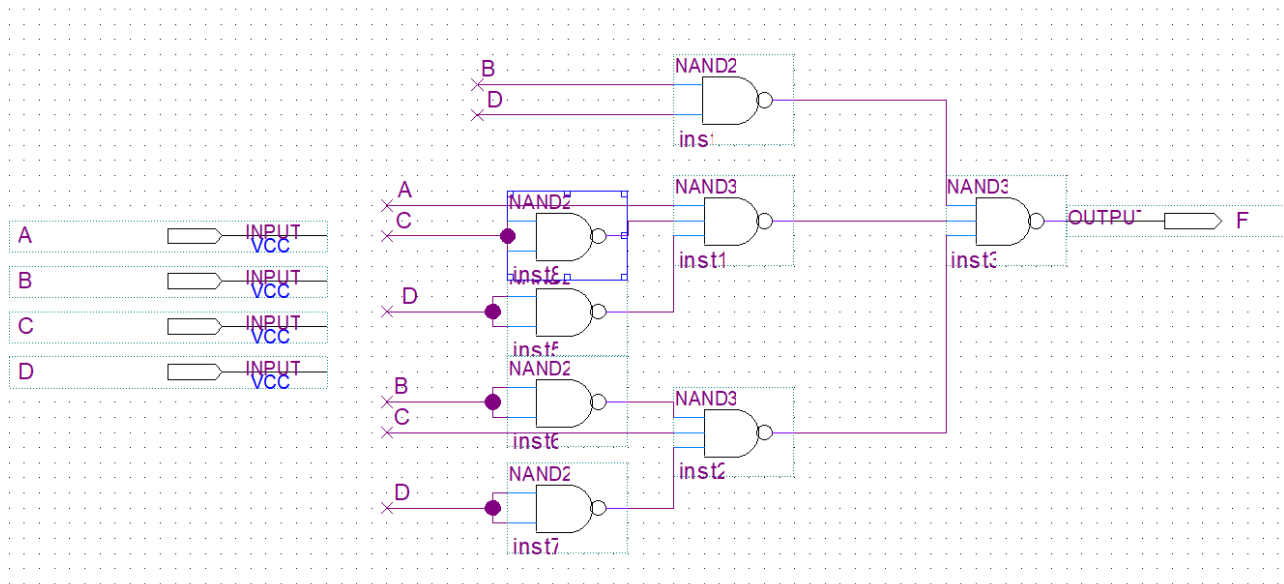 B
NAND2
D
inst
A
NAND2
NAND3
NAND3
C
A
INPUT
VCC
OUTPUT
F
inst8
inst1
inst3
B
INPUT
VCC
D
C
INPUT
VCC
inst5
D
INPUT
VCC
NAND2
B
NAND3
C
inst6
inst2
NAND2
D
inst7